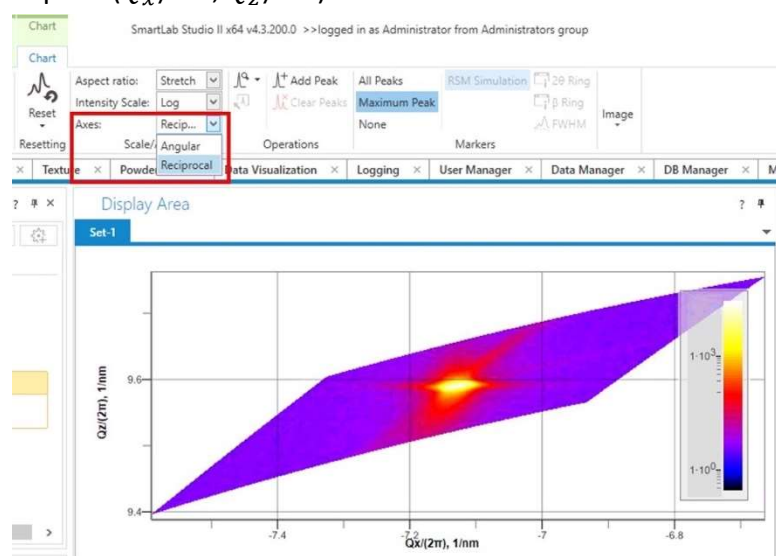 Chart
SmartLab Studio II x64 v4.3.200.0 >>logged in as Administrator from Administrators group
Chart
Reset
Resetting
Aspect ratio: Stretch
Intensity Scale: Log
Axes: Recip...
Angular
Reciprocal
Scale/
Add Peak
Clear Peaks
Operations
All Peaks
Maximum Peak
None
RSM Simulation
2θ Ring
β Ring
FWHM
Markers
Image
Textu e × Powde Data Visualization × Logging × User Manager × Data Manager × DB Manager × M
Display Area
Set-1
Qz/(2π), 1/nm
9.6
9.4
1·10³
1·10⁰
-7.4 -7.2 -7 -6.8
Qx/(2π), 1/nm